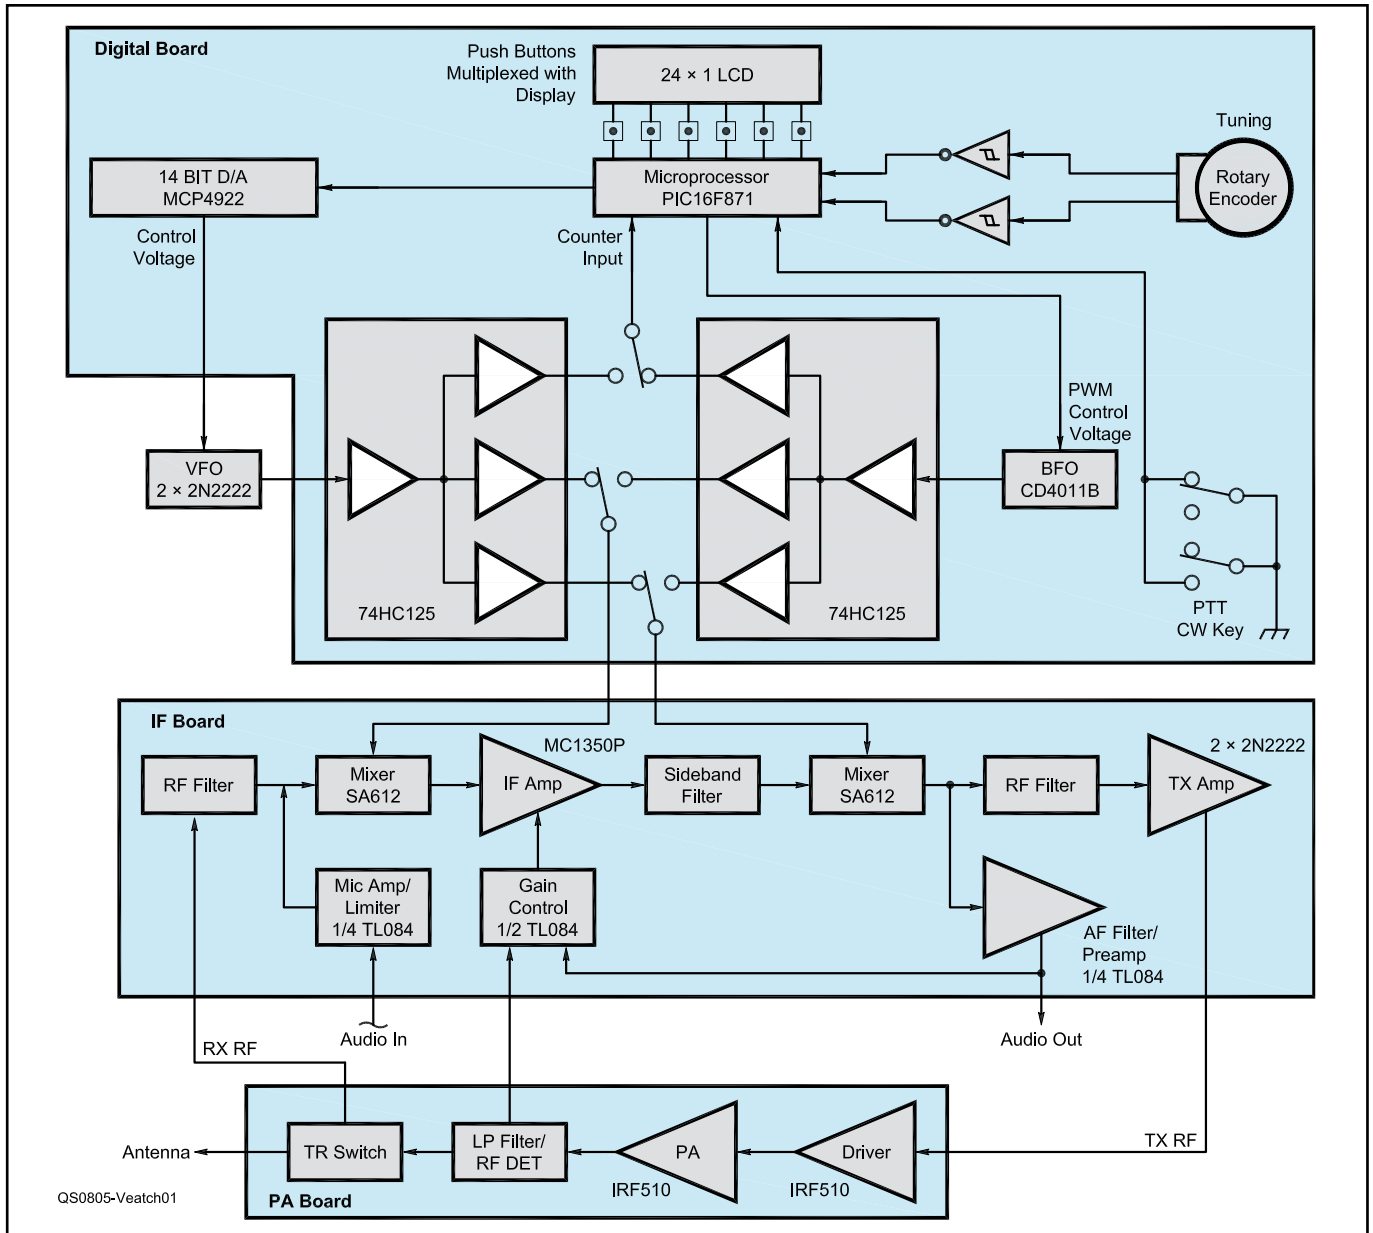 Digital Board
Push Buttons
Multiplexed with
Display
24 × 1 LCD
Tuning
14 BIT D/A
MCP4922
Microprocessor
PIC16F871
Rotary
Encoder
Control
Voltage
Counter
Input
PWM
Control
Voltage
VFO
2 × 2N2222
BFO
CD4011B
74HC125
74HC125
PTT
CW Key
IF Board
MC1350P
2 × 2N2222
RF Filter
Mixer
SA612
IF Amp
Sideband
Filter
Mixer
SA612
RF Filter
TX Amp
Mic Amp/
Limiter
1/4 TL084
Gain
Control
1/2 TL084
AF Filter/
Preamp
1/4 TL084
Audio In
Audio Out
RX RF
TX RF
Antenna
TR Switch
LP Filter/
RF DET
PA
IRF510
Driver
IRF510
PA Board
QS0805-Veatch01